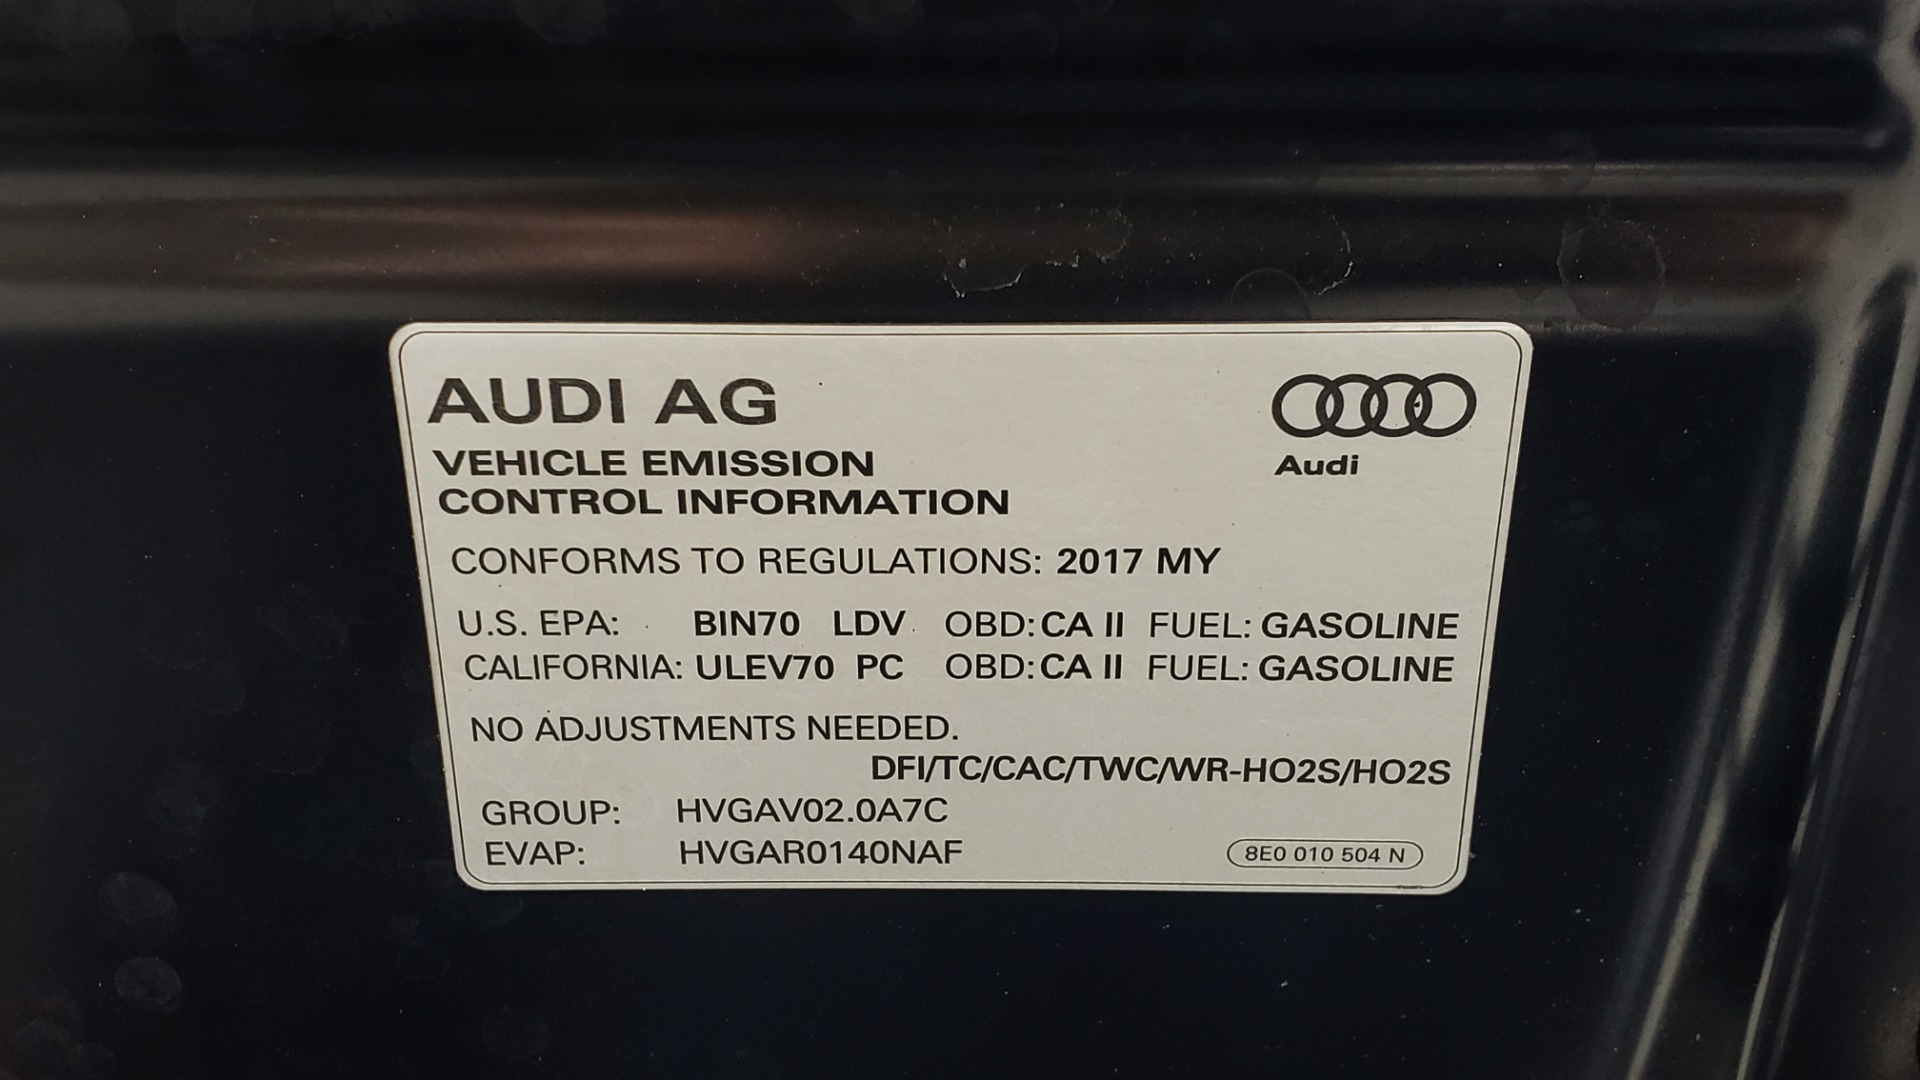 AUDI AG
Audi
VEHICLE EMISSION
CONTROL INFORMATION
CONFORMS TO REGULATIONS: 2017 MY
U.S. EPA: BIN70 LDV OBD: CA II FUEL: GASOLINE
CALIFORNIA: ULEV70 PC OBD: CA II FUEL: GASOLINE
NO ADJUSTMENTS NEEDED.
DFI/TC/CAC/TWC/WR-HO2S/HO2S
GROUP: HVGAV02.0A7C
EVAP: HVGAR0140NAF
8E0 010 504 N